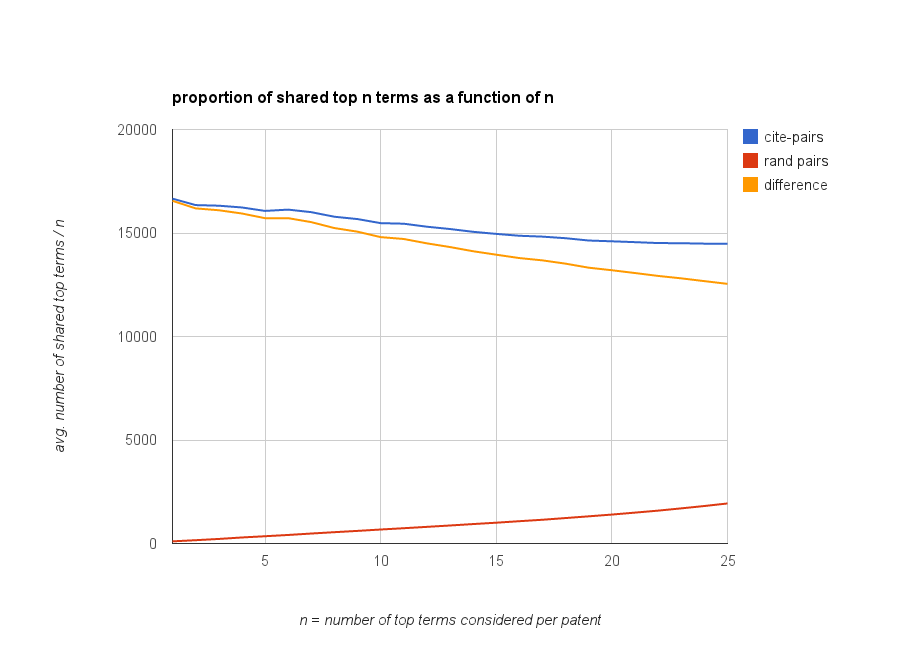 proportion of shared top n terms as a function of n
cite-pairs
rand pairs
difference
avg. number of shared top terms / n
20000
15000
10000
5000
0
5
10
15
20
25
n = number of top terms considered per patent